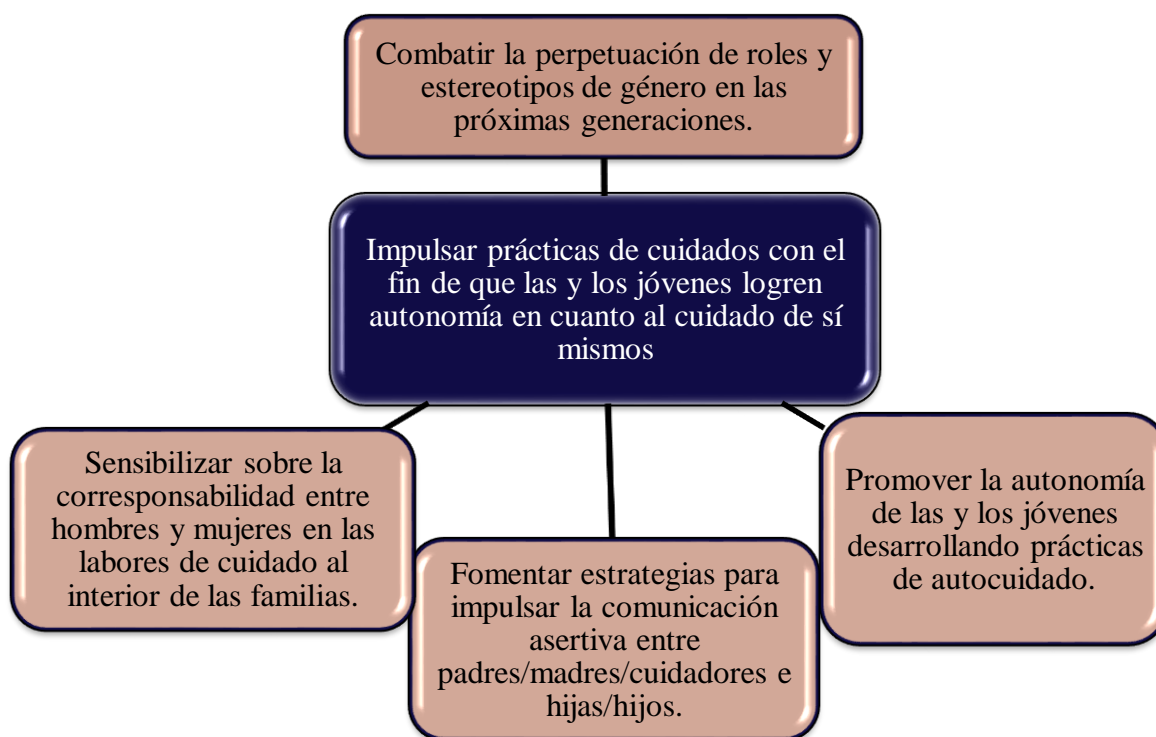 Combatir la perpetuación de roles y
estereotipos de género en las
próximas generaciones.
Impulsar prácticas de cuidados con el
fin de que las y los jóvenes logren
autonomía en cuanto al cuidado de sí
mismos
Sensibilizar sobre la
corresponsabilidad entre
hombres y mujeres en las
labores de cuidado al
interior de las familias.
Fomentar estrategias para
impulsar la comunicación
asertiva entre
padres/madres/cuidadores e
hijas/hijos.
Promover la autonomía
de las y los jóvenes
desarrollando prácticas
de autocuidado.